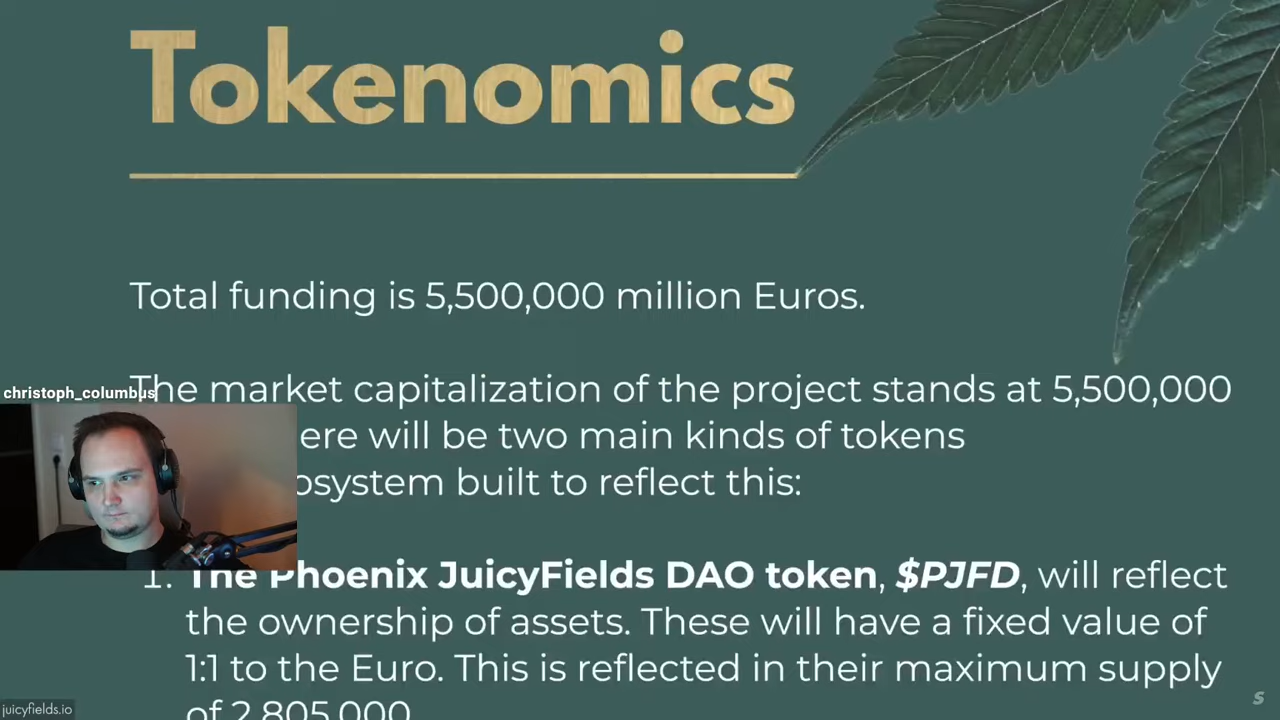 Tokenomics
Total funding is 5,500,000 million Euros.
christoph_columbus
The market capitalization of the project stands at 5,500,000
ere will be two main kinds of tokens
osystem built to reflect this:
1. The Phoenix JuicyFields DAO token, $PJFD, will reflect
the ownership of assets. These will have a fixed value of
1:1 to the Euro. This is reflected in their maximum supply
of 2,805,000
juicyfields.io
S